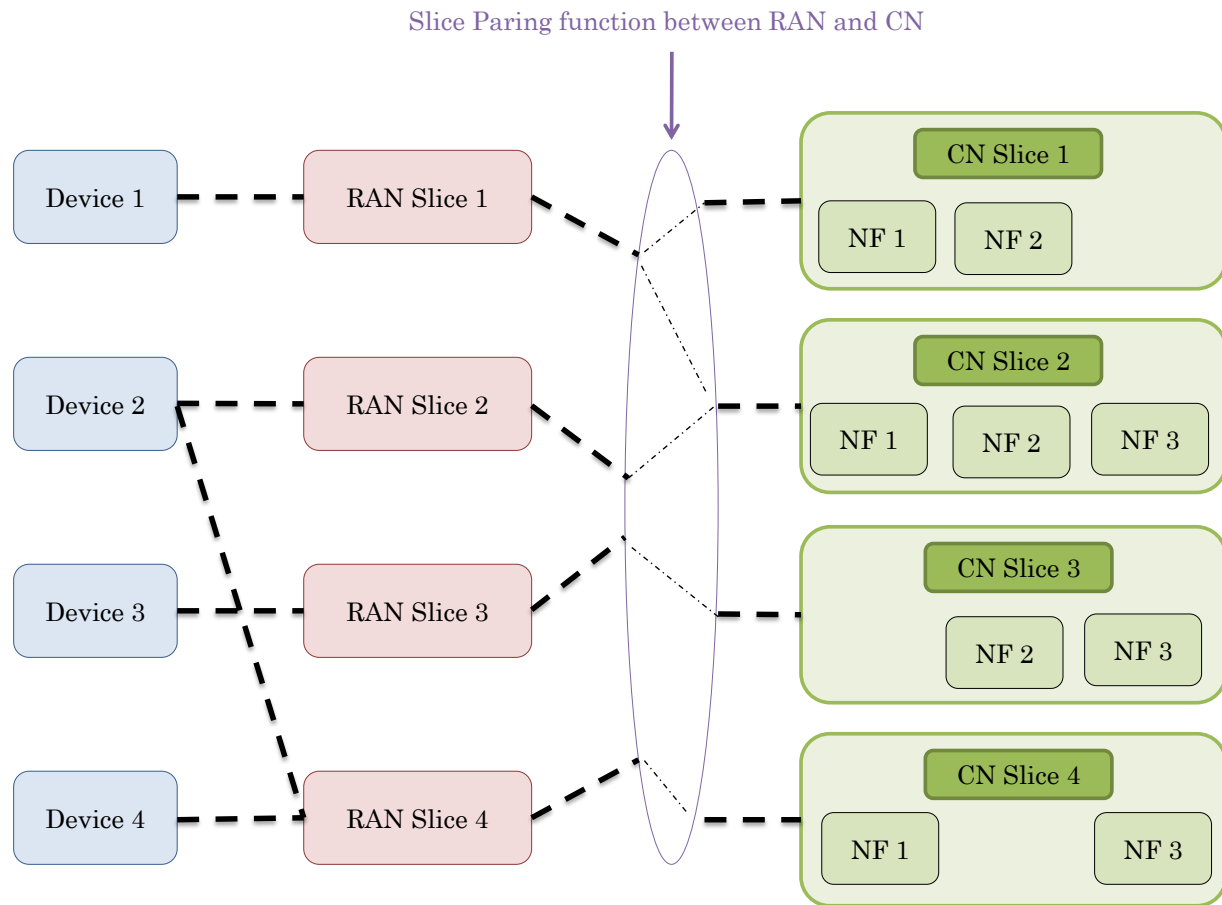 Slice Paring function between RAN and CN
Device 1
RAN Slice 1
CN Slice 1
NF 1
NF 2
Device 2
RAN Slice 2
CN Slice 2
NF 1
NF 2
NF 3
Device 3
RAN Slice 3
CN Slice 3
NF 2
NF 3
Device 4
RAN Slice 4
CN Slice 4
NF 1
NF 3